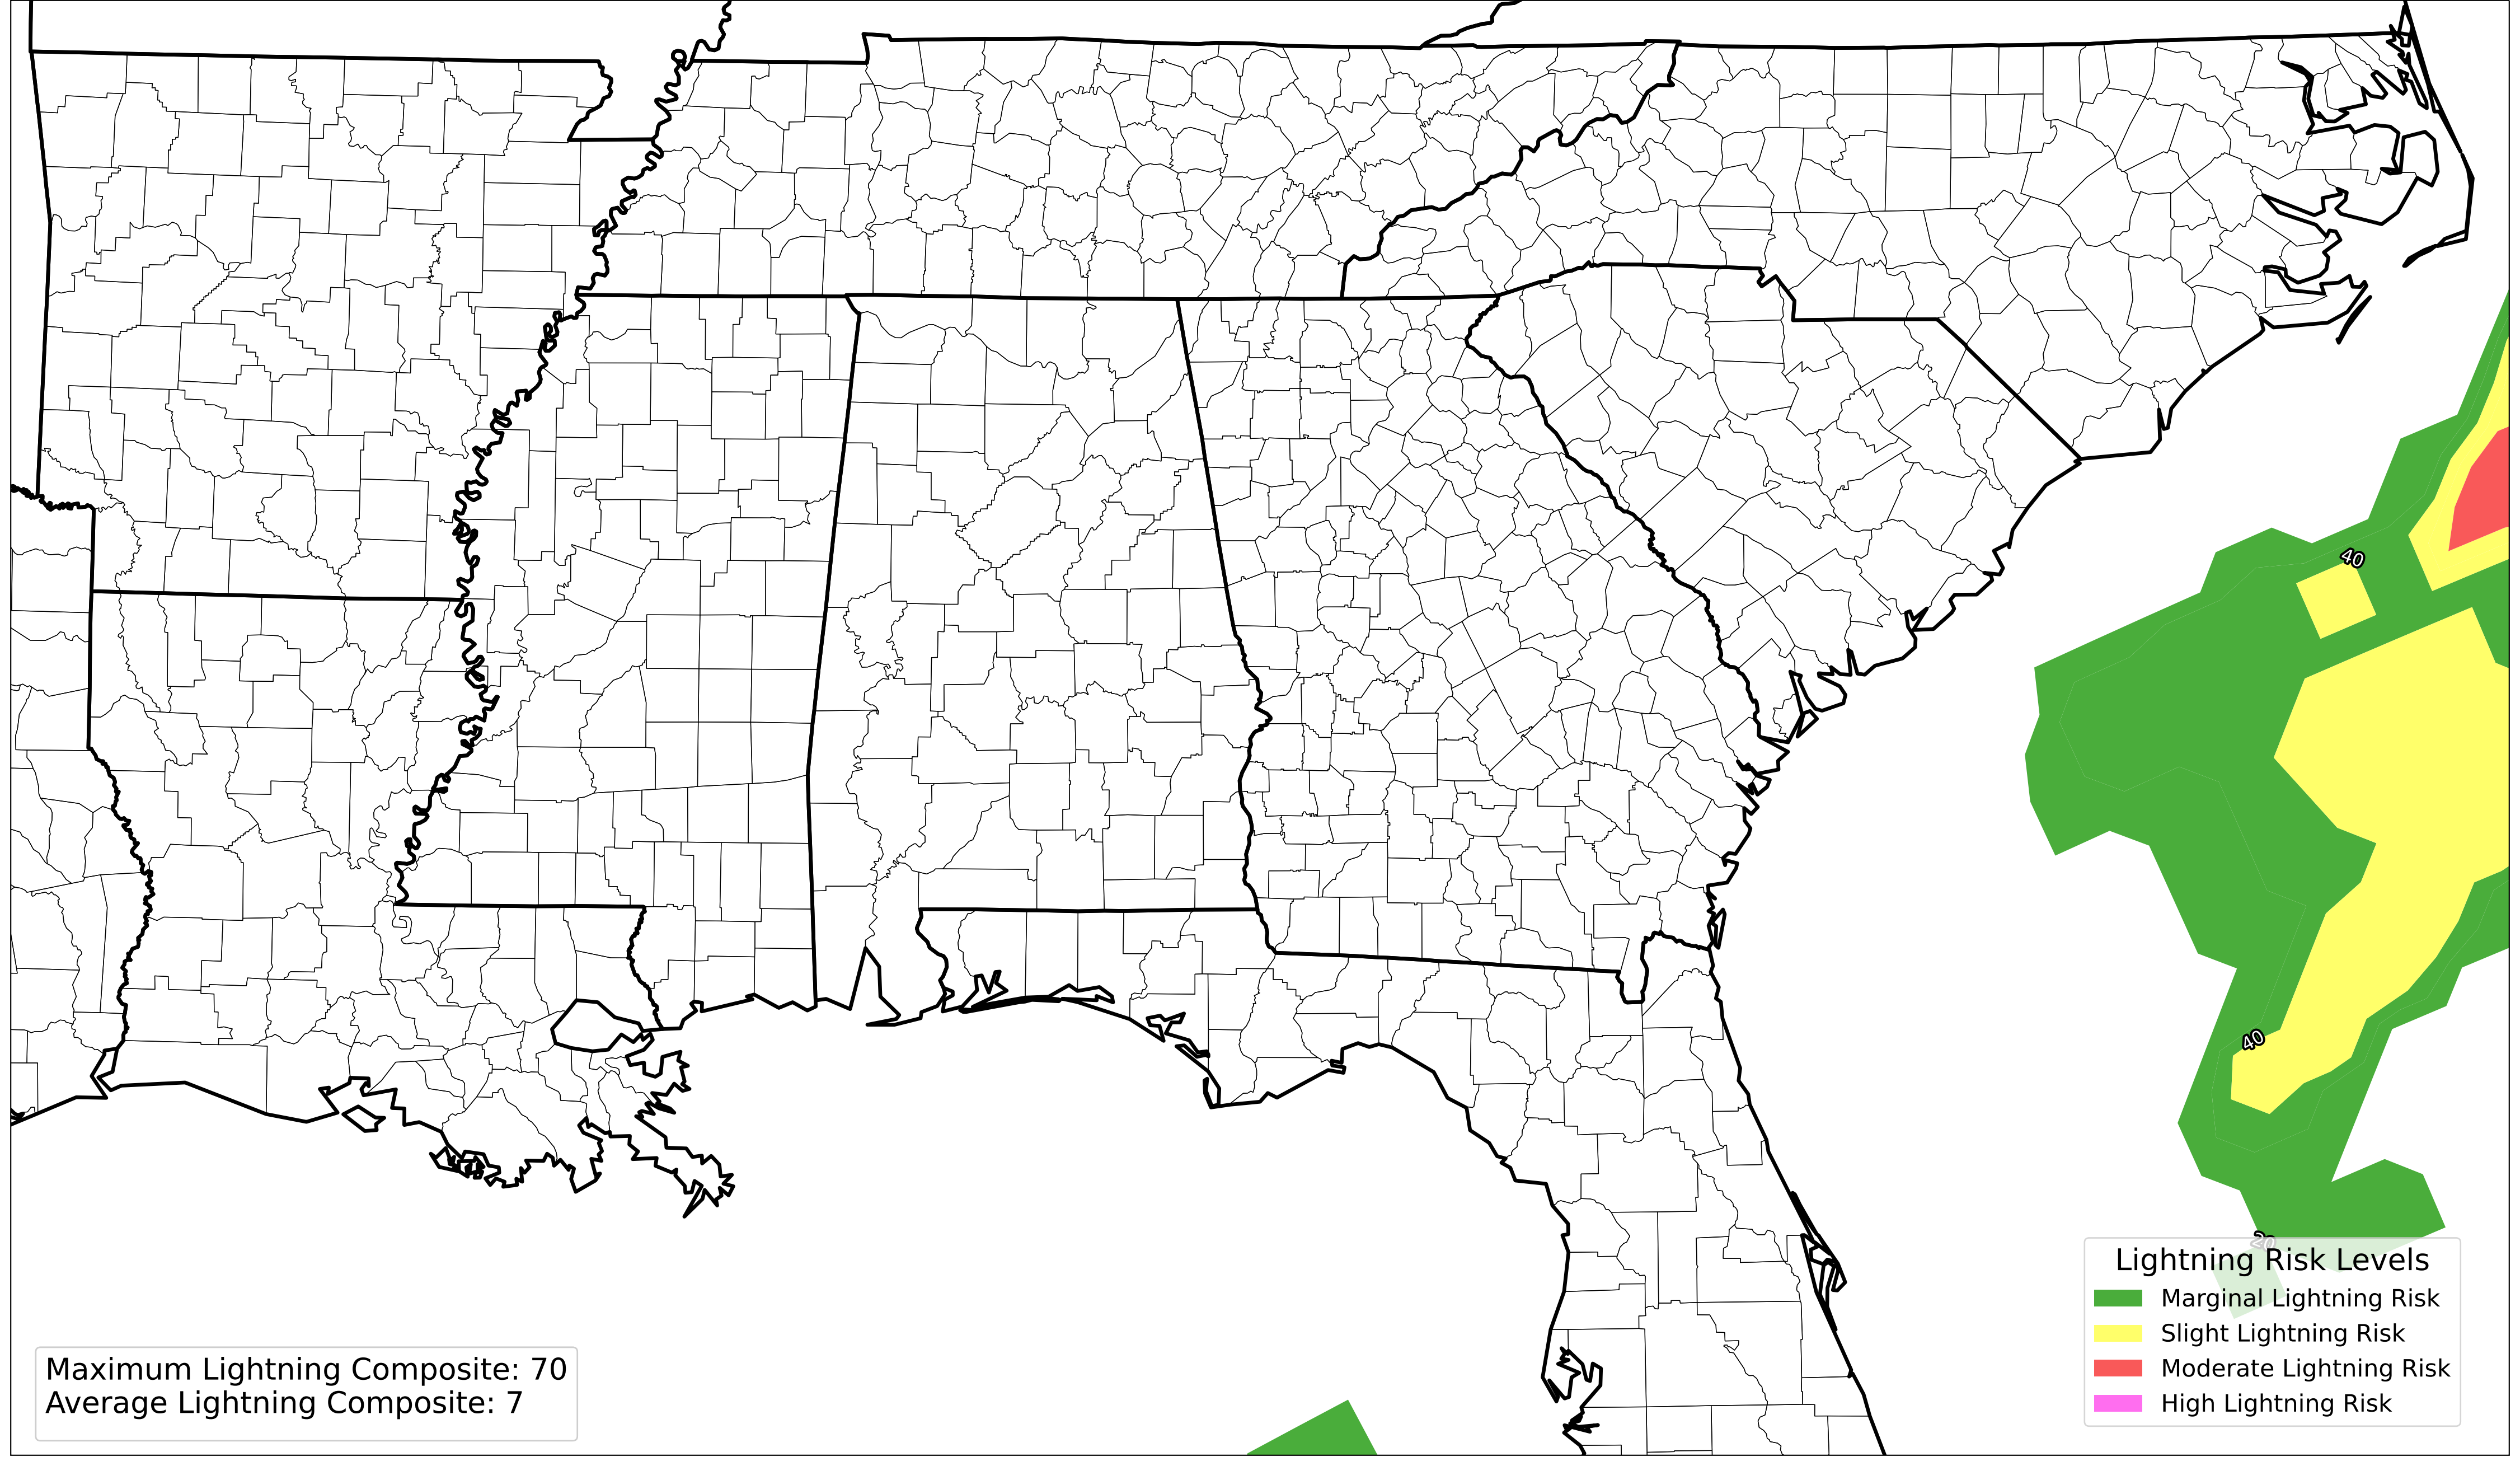 40
40
20
Lightning Risk Levels
Marginal Lightning Risk
Slight Lightning Risk
Moderate Lightning Risk
High Lightning Risk
Maximum Lightning Composite: 70
Average Lightning Composite: 7